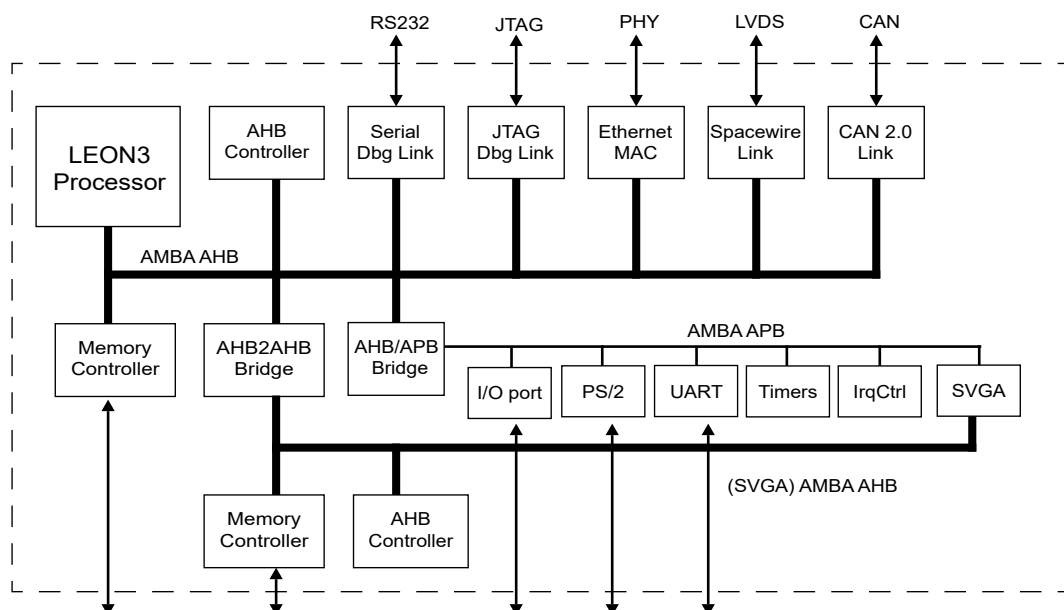 RS232
JTAG
PHY
LVDS
CAN
LEON3
Processor
AHB
Controller
Serial
Dbg Link
JTAG
Dbg Link
Ethernet
MAC
Spacewire
Link
CAN 2.0
Link
AMBA AHB
Memory
Controller
AHB2AHB
Bridge
AHB/APB
Bridge
AMBA APB
I/O port
PS/2
UART
Timers
IrqCtrl
SVGA
(SVGA) AMBA AHB
Memory
Controller
AHB
Controller